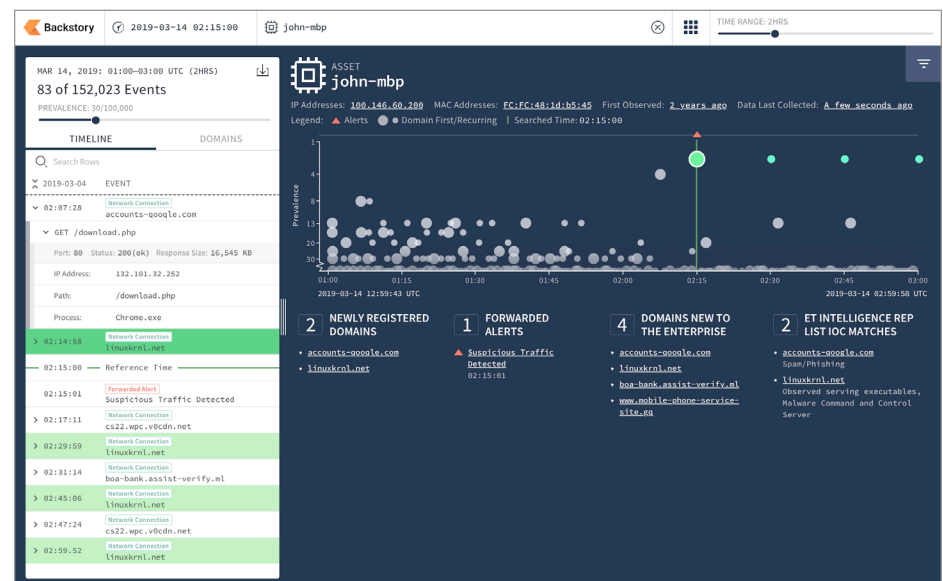 Backstory
2019-03-14 02:15:00
john-mbp
TIME RANGE: 2HRS
MAR 14, 2019: 01:00—03:00 UTC (2HRS)
83 of 152,023 Events
PREVALENCE: 30/100,000
TIMELINE DOMAINS
Search Rows
2019-03-04 EVENT
02:07:28 Network Connection
accounts-qooqle.com
GET /download.php
Port: 80 Status: 200(ok) Response Size: 16,545 KB
IP Address: 132.101.32.252
Path: /download.php
Process: Chrome.exe
02:14:58 Network Connection
linuxkrnl.net
02:15:00 Reference Time
02:15:01 Forwarded Alert
Suspicious Traffic Detected
02:17:11 Network Connection
cs22.wpc.v0cdn.net
02:29:59 Network Connection
linuxkrnl.net
02:31:14 Network Connection
boa-bank.assist-verify.ml
02:45:06 Network Connection
linuxkrnl.net
02:47:24 Network Connection
cs22.wpc.v0cdn.net
02:59.52 Network Connection
linuxkrnl.net
ASSET
john-mbp
IP Addresses: 100.146.60.200 MAC Addresses: FC:FC:48:1d:b5:45 First Observed: 2 years ago Data Last Collected: A few seconds ago
Legend: Alerts Domain First/Recurring Searched Time: 02:15:00
Prevalence
1
4
8
13
20
30
01:00 01:15 01:30 01:45 02:00 02:15 02:30 02:45 03:00
2019-03-14 12:59:43 UTC 2019-03-14 02:59:58 UTC
2 NEWLY REGISTERED
DOMAINS
accounts-qooqle.com
linuxkrnl.net
1 FORWARDED
ALERTS
Suspicious Traffic
Detected
02:15:01
4 DOMAINS NEW TO
THE ENTERPRISE
accounts-qooqle.com
linuxkrnl.net
boa-bank.assist-verify.ml
www.mobile-phone-service-
site.gq
2 ET INTELLIGENCE REP
LIST IOC MATCHES
accounts-qooqle.com
Spam/Phishing
linuxkrnl.net
Observed serving executables,
Malware Command and Control
Server